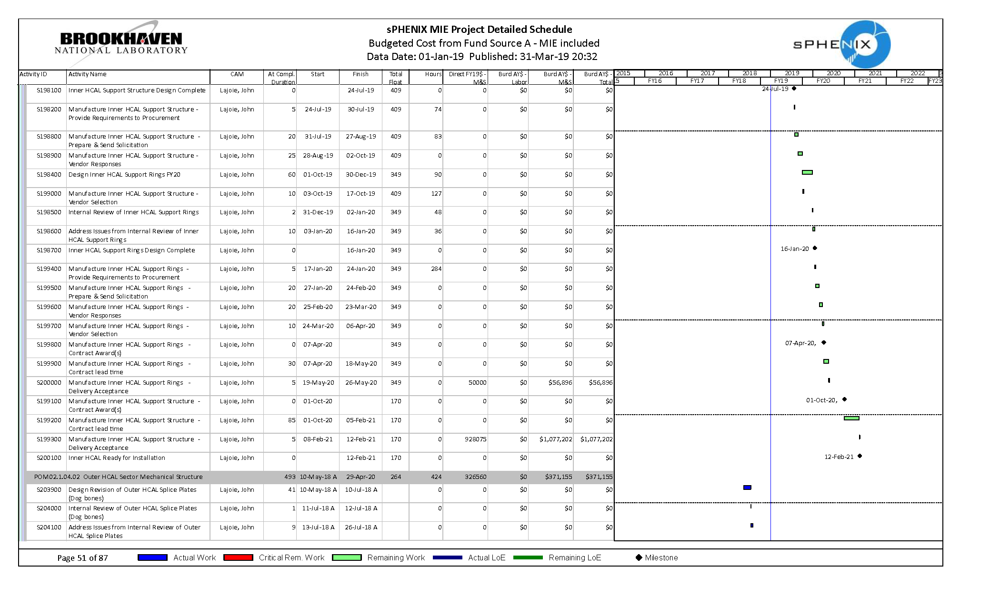 BROOKHAVEN
NATIONAL LABORATORY
sPHENIX MIE Project Detailed Schedule
Budgeted Cost from Fund Source A - MIE included
Data Date: 01-Jan-19 Published: 31-Mar-19 20:32
sPHENIX
Activity ID Activity Name CAM At Compl. Start Finish Total Hours Direct FY19$ - Burd AY$ - Burd AY$ - Burd AY$ - 2015 2016 2017 2018 2019 2020 2021 2022 3
Duration Float M&S Labor M&S Total 5 FY16 FY17 FY18 FY19 FY20 FY21 FY22 FY23
S198100 Inner HCAL Support Structure Design Complete Lajoie, John 0 24-Jul-19 409 0 0 $0 $0 $0 24-Jul-19
S198200 Manufacture Inner HCAL Support Structure - Lajoie, John 5 24-Jul-19 30-Jul-19 409 74 0 $0 $0 $0
Provide Requirements to Procurement
S198800 Manufacture Inner HCAL Support Structure - Lajoie, John 20 31-Jul-19 27-Aug-19 409 83 0 $0 $0 $0
Prepare & Send Solicitation
S198900 Manufacture Inner HCAL Support Structure - Lajoie, John 25 28-Aug-19 02-Oct-19 409 0 0 $0 $0 $0
Vendor Responses
S198400 Design Inner HCAL Support Rings FY20 Lajoie, John 60 01-Oct-19 30-Dec-19 349 90 0 $0 $0 $0
S199000 Manufacture Inner HCAL Support Structure - Lajoie, John 10 03-Oct-19 17-Oct-19 409 127 0 $0 $0 $0
Vendor Selection
S198500 Internal Review of Inner HCAL Support Rings Lajoie, John 2 31-Dec-19 02-Jan-20 349 48 0 $0 $0 $0
S198600 Address Issues from Internal Review of Inner Lajoie, John 10 03-Jan-20 16-Jan-20 349 36 0 $0 $0 $0
HCAL Support Rings
S198700 Inner HCAL Support Rings Design Complete Lajoie, John 0 16-Jan-20 349 0 0 $0 $0 $0 16-Jan-20
S199400 Manufacture Inner HCAL Support Rings - Lajoie, John 5 17-Jan-20 24-Jan-20 349 284 0 $0 $0 $0
Provide Requirements to Procurement
S199500 Manufacture Inner HCAL Support Rings - Lajoie, John 20 27-Jan-20 24-Feb-20 349 0 0 $0 $0 $0
Prepare & Send Solicitation
S199600 Manufacture Inner HCAL Support Rings - Lajoie, John 20 25-Feb-20 23-Mar-20 349 0 0 $0 $0 $0
Vendor Responses
S199700 Manufacture Inner HCAL Support Rings - Lajoie, John 10 24-Mar-20 06-Apr-20 349 0 0 $0 $0 $0
Vendor Selection
S199800 Manufacture Inner HCAL Support Rings - Lajoie, John 0 07-Apr-20 349 0 0 $0 $0 $0 07-Apr-20,
Contract Award(s)
S199900 Manufacture Inner HCAL Support Rings - Lajoie, John 30 07-Apr-20 18-May-20 349 0 0 $0 $0 $0
Contract lead time
S200000 Manufacture Inner HCAL Support Rings - Lajoie, John 5 19-May-20 26-May-20 349 0 50000 $0 $56,896 $56,896
Delivery Acceptance
S199100 Manufacture Inner HCAL Support Structure - Lajoie, John 0 01-Oct-20 170 0 0 $0 $0 $0 01-Oct-20,
Contract Award(s)
S199200 Manufacture Inner HCAL Support Structure - Lajoie, John 85 01-Oct-20 05-Feb-21 170 0 0 $0 $0 $0
Contract lead time
S199300 Manufacture Inner HCAL Support Structure - Lajoie, John 5 08-Feb-21 12-Feb-21 170 0 928075 $0 $1,077,202 $1,077,202
Delivery Acceptance
S200100 Inner HCAL Ready for Installation Lajoie, John 0 12-Feb-21 170 0 0 $0 $0 $0 12-Feb-21
POM02.1.04.02 Outer HCAL Sector Mechanical Structure 493 10-May-18 A 29-Apr-20 264 424 326560 $0 $371,155 $371,155
S203900 Design Revision of Outer HCAL Splice Plates Lajoie, John 41 10-May-18 A 10-Jul-18 A 0 0 $0 $0 $0
(Dog bones)
S204000 Internal Review of Outer HCAL Splice Plates Lajoie, John 1 11-Jul-18 A 12-Jul-18 A 0 0 $0 $0 $0
(Dog bones)
S204100 Address Issues from Internal Review of Outer Lajoie, John 9 13-Jul-18 A 26-Jul-18 A 0 0 $0 $0 $0
HCAL Splice Plates
Page 51 of 87 Actual Work Critical Rem. Work Remaining Work Actual LoE Remaining LoE Milestone